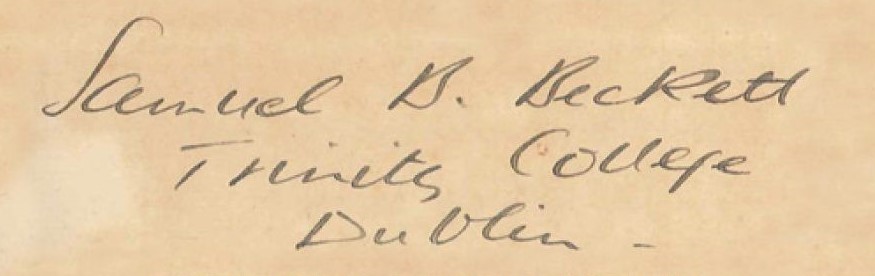 Samuel B. Beckett
Trinity College
Dublin -